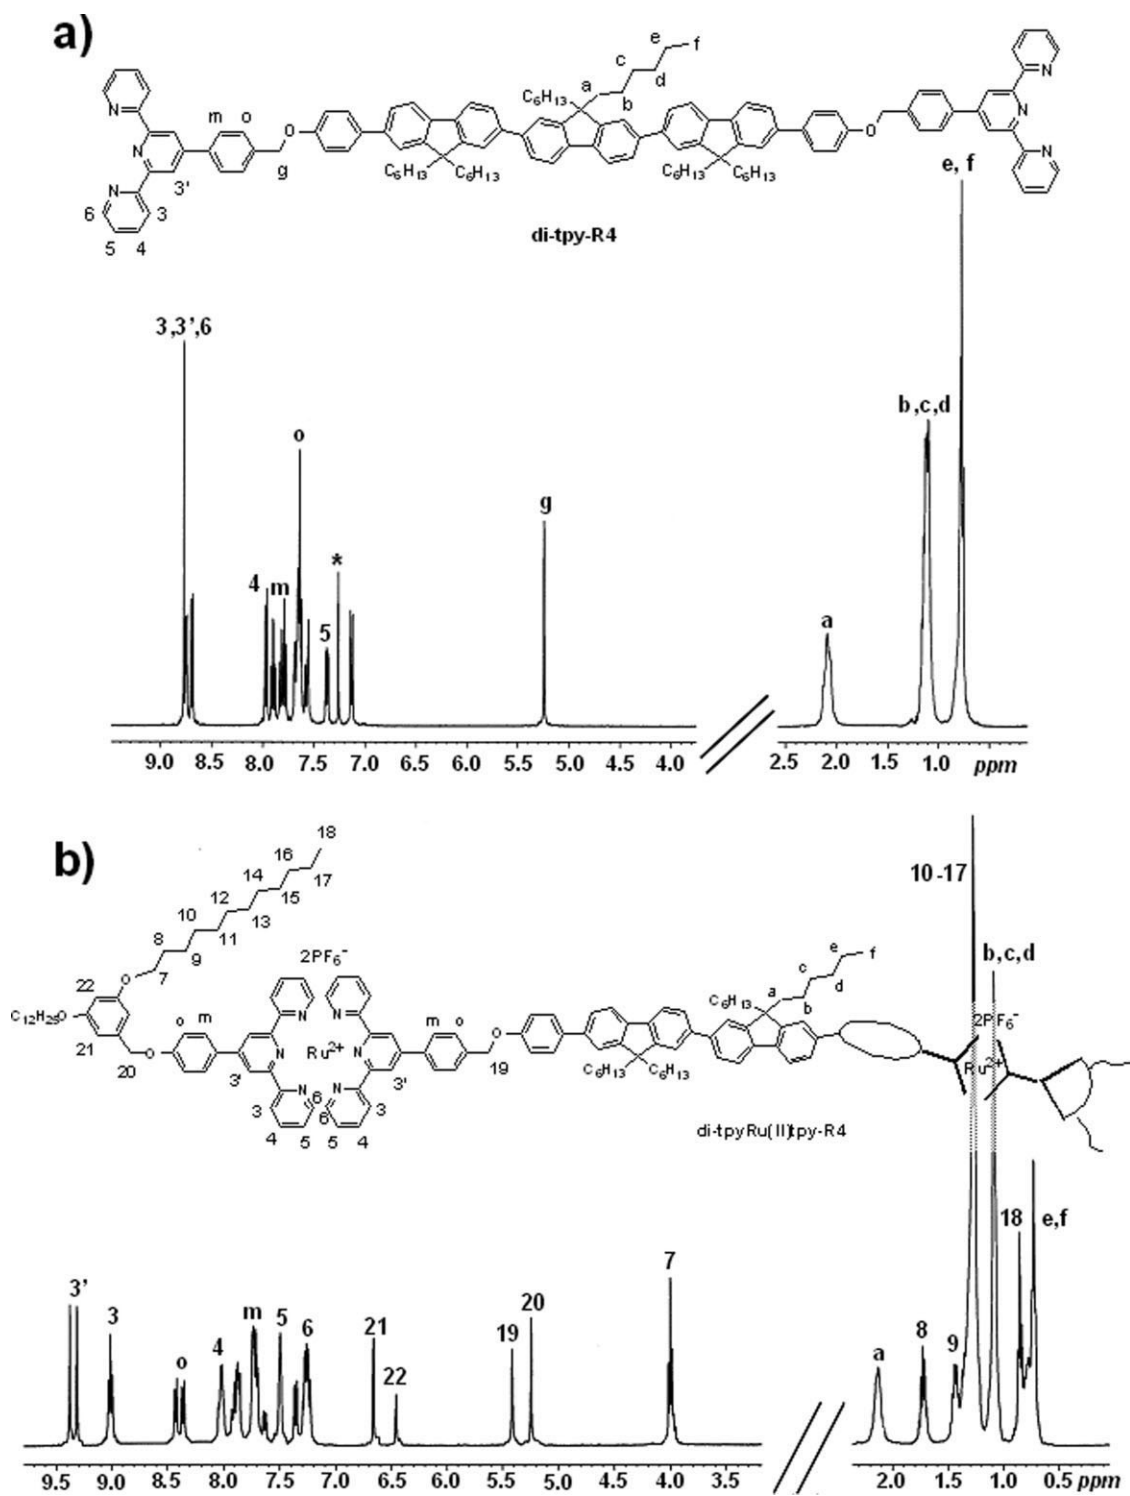 a)
e
f
c
d
a
b
C₆H₁₃
N
N
N
m
o
O
g
3'
6
3
5
4
C₆H₁₃ C₆H₁₃
C₆H₁₃ C₆H₁₃
O
N
N
N
di-tpy-R4
e, f
3,3',6
o
b,c,d
g
4
m
*
5
a
9.0 8.5 8.0 7.5 7.0 6.5 6.0 5.5 5.0 4.5 4.0 2.5 2.0 1.5 1.0 ppm
b)
18
16
17
14
15
12
13
10
11
8
9
7
O
22
C₁₂H₂₅O
21
20
O
o
m
3'
2PF₆⁻
N
N
N
N
N
N
Ru²⁺
3
6
4
5
6
3
5
4
3'
m
o
O
19
C₆H₁₃ C₆H₁₃
C₆H₁₃
a
b
c
d
e
f
2PF₆⁻
Ru²⁺
di-tpyRu(II)tpy-R4
10-17
b,c,d
18
e,f
3'
3
o
4
m
5
6
21
22
19
20
7
a
8
9
9.5 9.0 8.5 8.0 7.5 7.0 6.5 6.0 5.5 5.0 4.5 4.0 3.5 2.0 1.5 1.0 0.5 ppm